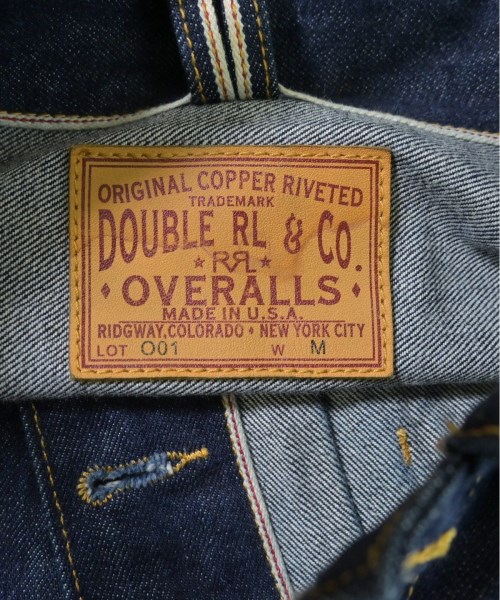 ORIGINAL COPPER RIVETED
TRADEMARK
DOUBLE RL & CO.
★ RRL ★
♦ OVERALLS ♦
MADE IN U.S.A.
RIDGWAY, COLORADO ♦ NEW YORK CITY
LOT 001 W M